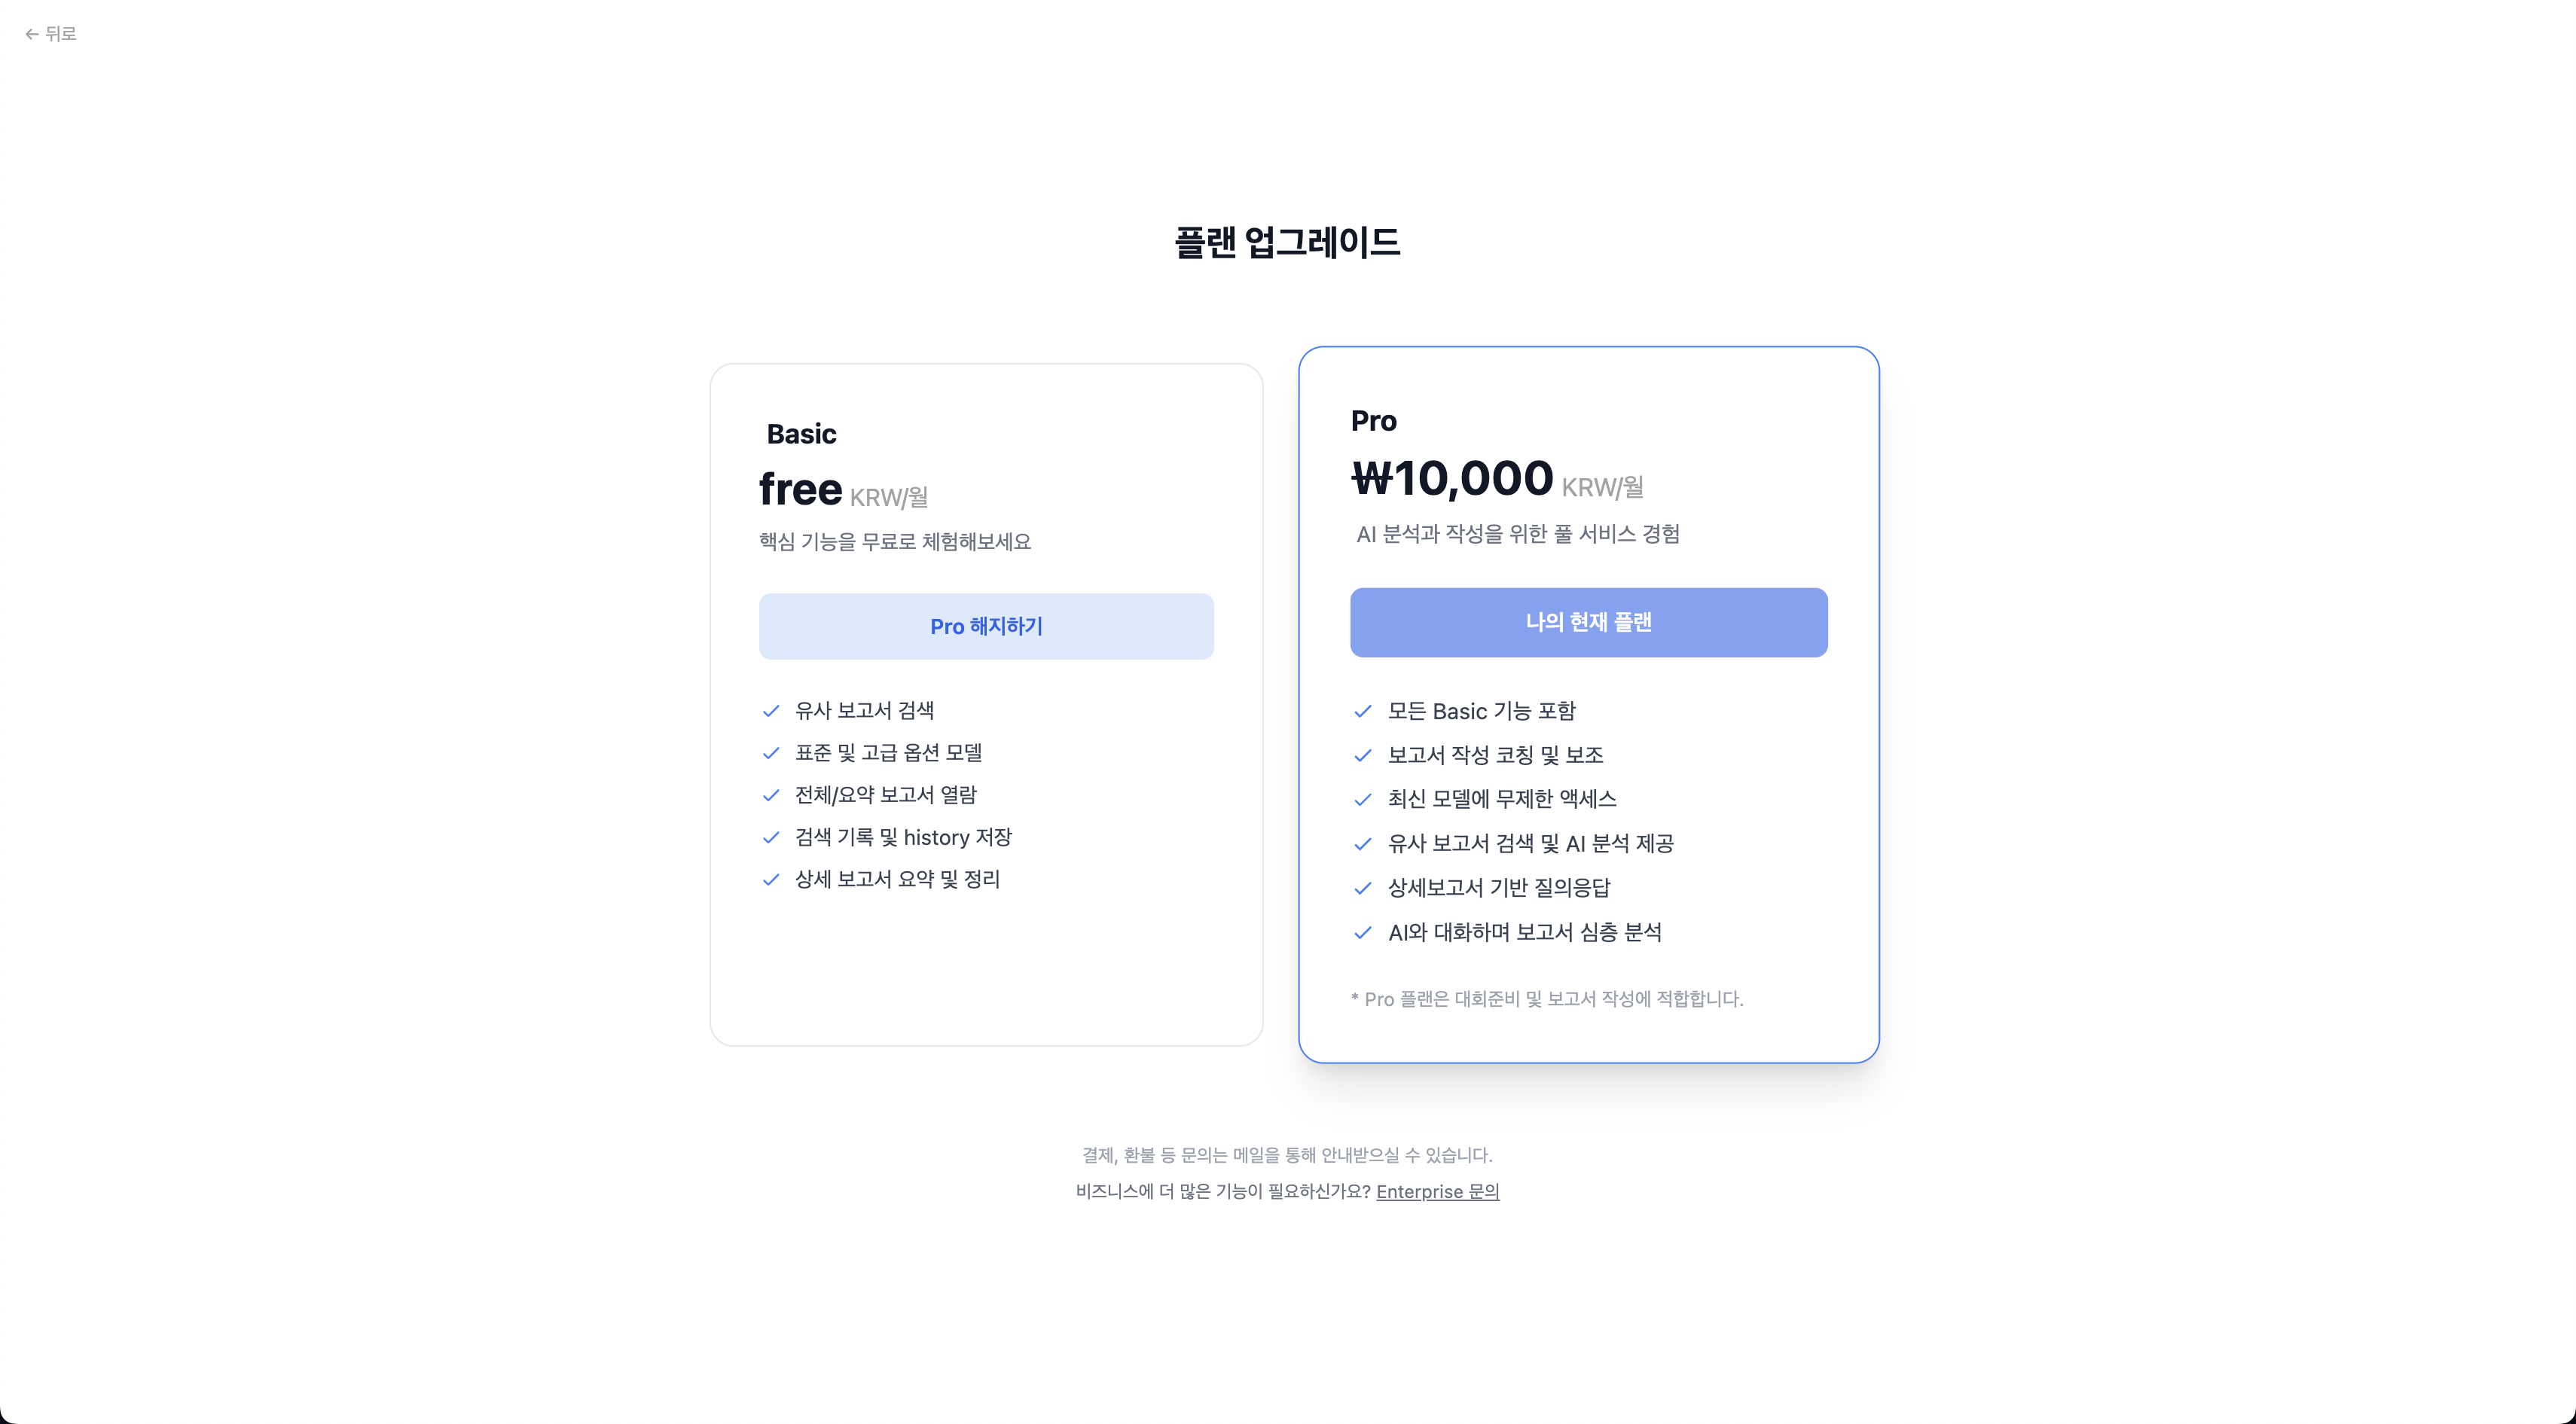 ← 뒤로
플랜 업그레이드
Basic
free KRW/월
핵심 기능을 무료로 체험해보세요
Pro 해지하기
유사 보고서 검색
표준 및 고급 옵션 모델
전체/요약 보고서 열람
검색 기록 및 history 저장
상세 보고서 요약 및 정리
Pro
₩10,000 KRW/월
AI 분석과 작성을 위한 풀 서비스 경험
나의 현재 플랜
모든 Basic 기능 포함
보고서 작성 코칭 및 보조
최신 모델에 무제한 액세스
유사 보고서 검색 및 AI 분석 제공
상세보고서 기반 질의응답
AI와 대화하며 보고서 심층 분석
* Pro 플랜은 대회준비 및 보고서 작성에 적합합니다.
결제, 환불 등 문의는 메일을 통해 안내받으실 수 있습니다.
비즈니스에 더 많은 기능이 필요하신가요? Enterprise 문의